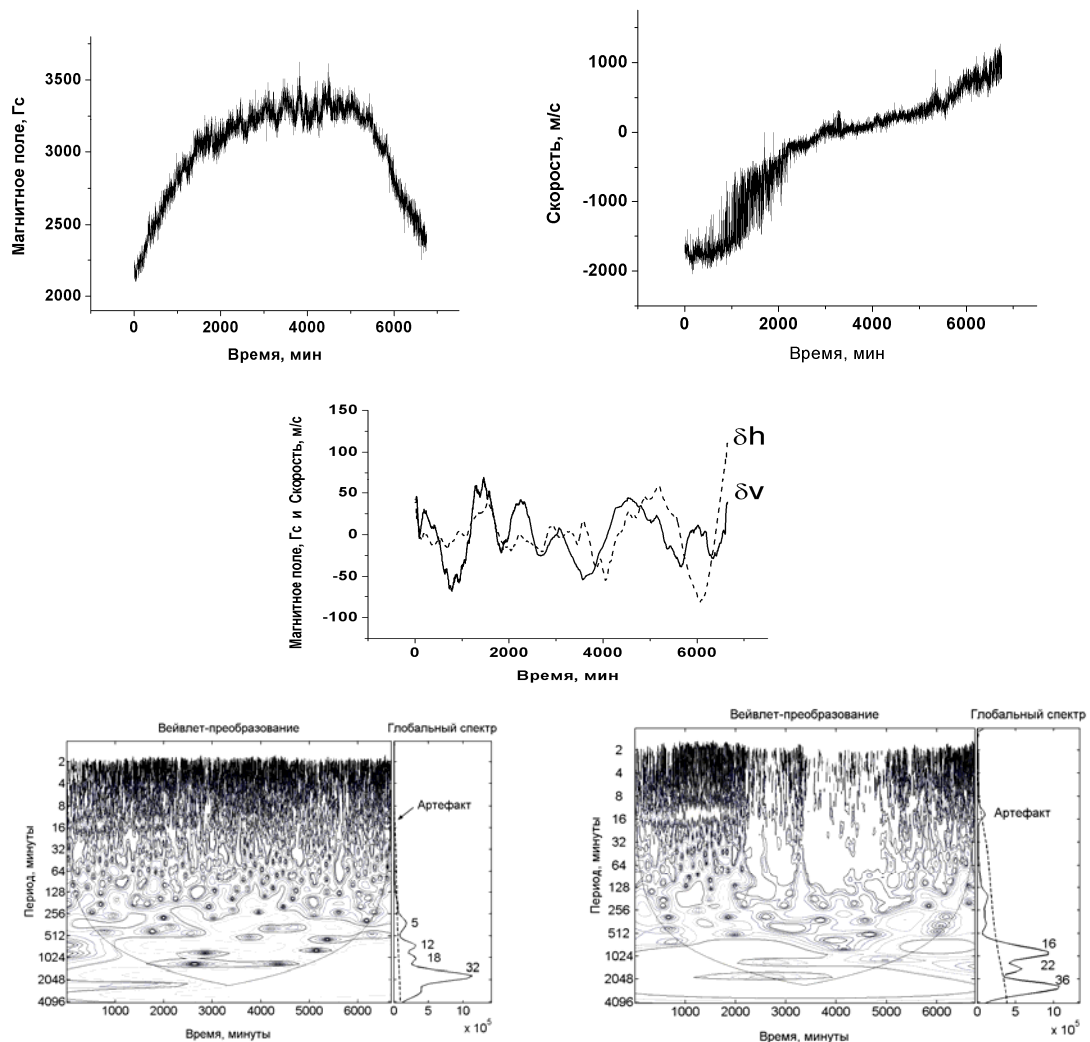 Магнитное поле, Гс
3500
3000
2500
2000
0
2000
4000
6000
Время, мин
Скорость, м/с
1000
0
-1000
-2000
0
2000
4000
6000
Время, мин
Магнитное поле, Гс и Скорость, м/с
150
100
50
0
-50
-100
δh
δv
0
2000
4000
6000
Время, мин
Вейвлет-преобразование
Глобальный спектр
Период, минуты
2
4
8
16
32
64
128
256
512
1024
2048
4096
Артефакт
5
12
18
32
1000 2000 3000 4000 5000 6000
0 5 10
x 10⁵
Время, минуты
Вейвлет-преобразование
Глобальный спектр
Период, минуты
2
4
8
16
32
64
128
256
512
1024
2048
4096
Артефакт
16
22
36
1000 2000 3000 4000 5000 6000
0 5 10
x 10⁵
Время, минуты